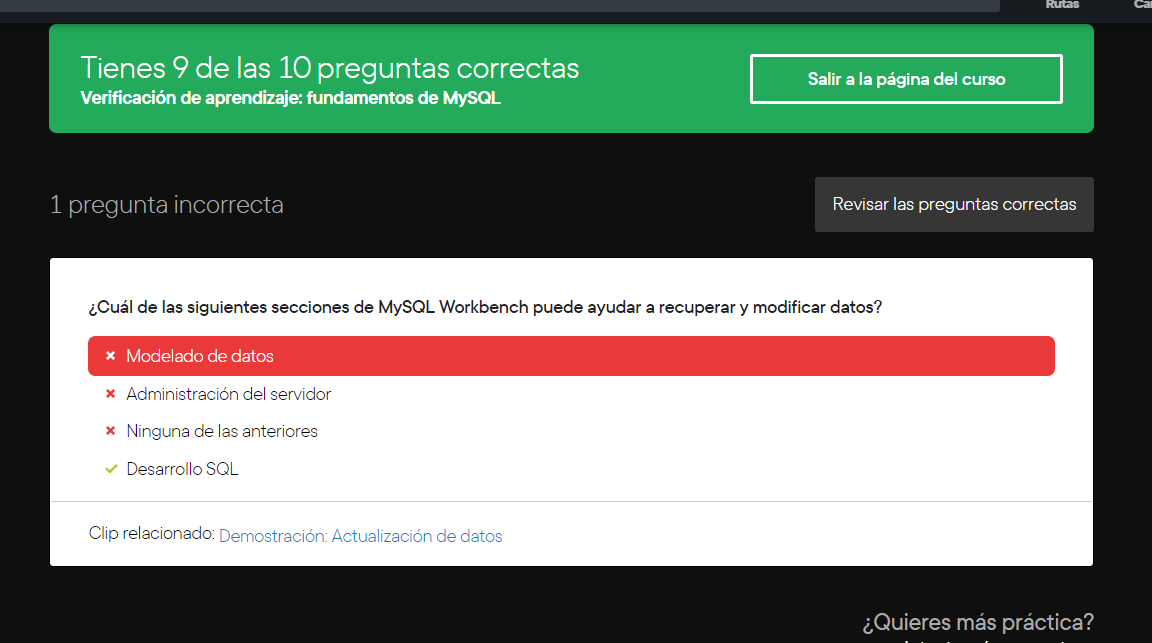 Rutas
Tienes 9 de las 10 preguntas correctas
Verificación de aprendizaje: fundamentos de MySQL
Salir a la página del curso
1 pregunta incorrecta
Revisar las preguntas correctas
¿Cuál de las siguientes secciones de MySQL Workbench puede ayudar a recuperar y modificar datos?
Modelado de datos
Administración del servidor
Ninguna de las anteriores
Desarrollo SQL
Clip relacionado: Demostración: Actualización de datos
¿Quieres más práctica?